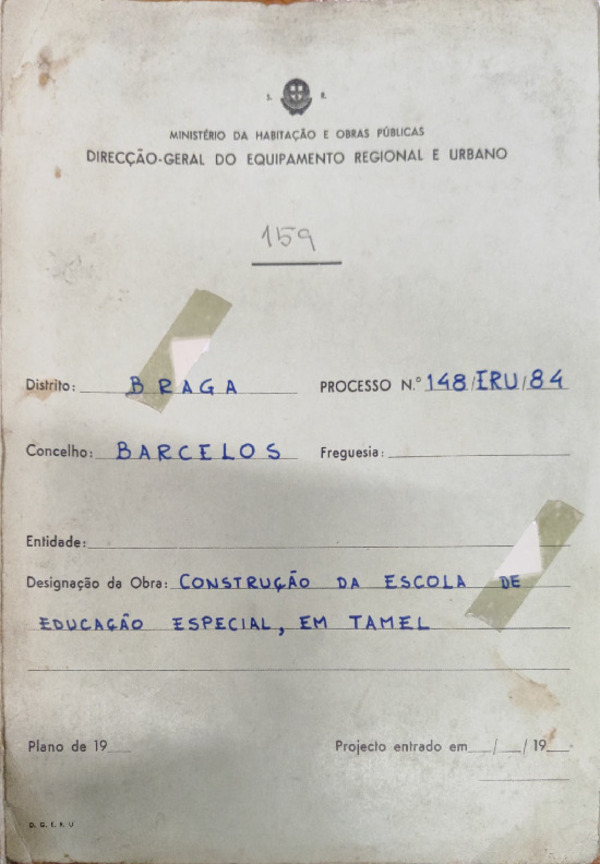 S. R.
MINISTÉRIO DA HABITAÇÃO E OBRAS PÚBLICAS
DIRECÇÃO-GERAL DO EQUIPAMENTO REGIONAL E URBANO
159
Distrito: BRAGA PROCESSO N.º 148/ERU/84
Concelho: BARCELOS Freguesia:
Entidade:
Designação da Obra: CONSTRUÇÃO DA ESCOLA DE
EDUCAÇÃO ESPECIAL, EM TAMEL
Plano de 19 Projecto entrado em / / 19
D. G. E. R. U